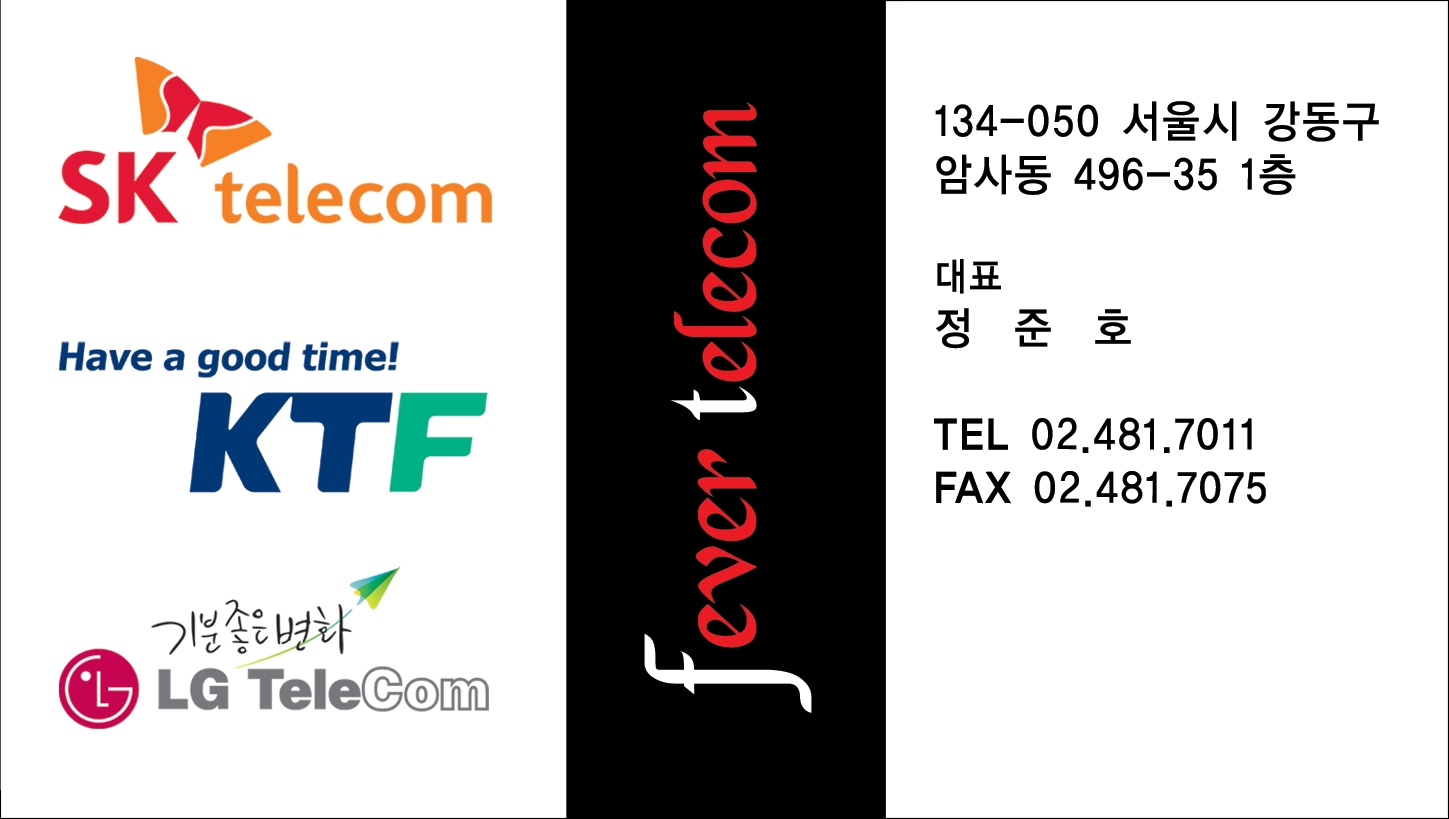 SK telecom
Have a good time!
KTF
기분좋은변화
LG TeleCom
fever telecom
134-050 서울시 강동구
암사동 496-35 1층
대표
정 준 호
TEL 02.481.7011
FAX 02.481.7075